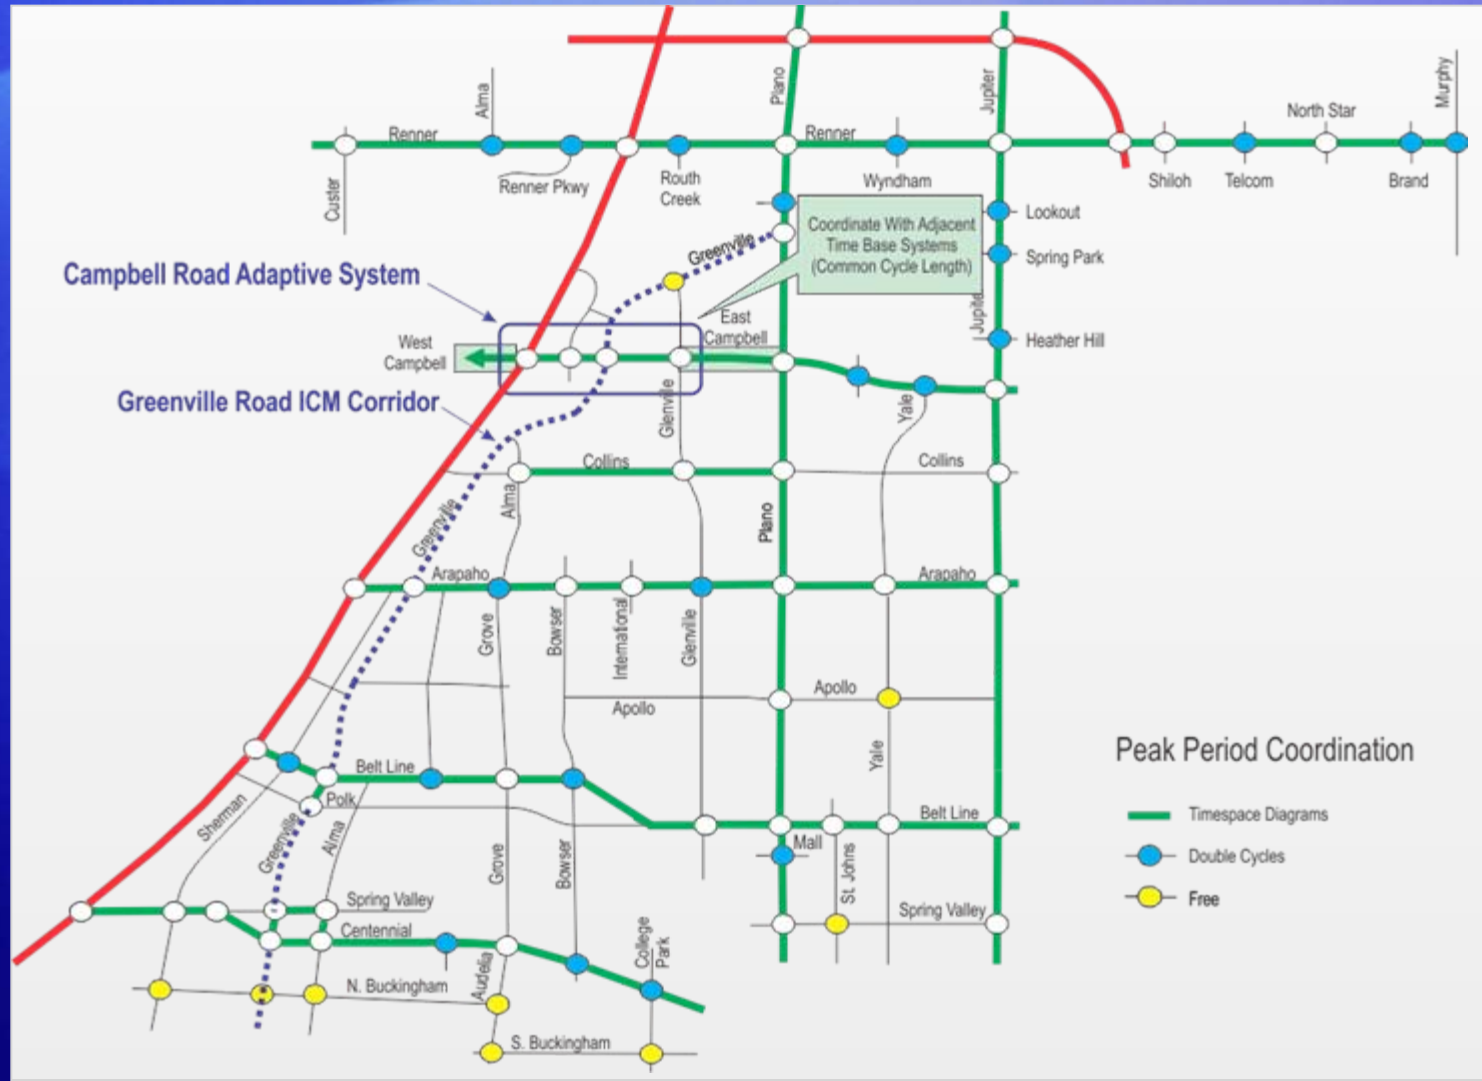 Plano
Jupiter
Alma
Murphy
North Star
Renner
Renner
Custer
Renner Pkwy
Routh
Creek
Wyndham
Shiloh
Telcom
Brand
Lookout
Coordinate With Adjacent
Time Base Systems
(Common Cycle Length)
Greenville
Spring Park
Campbell Road Adaptive System
Jupite
East
Campbell
West
Campbell
Heather Hill
Greenville Road ICM Corridor
Glenville
Yale
Collins
Collins
Alma
Greenville
Plano
Arapaho
Arapaho
Grove
Bowser
International
Glenville
Apollo
Apollo
Yale
Peak Period Coordination
Belt Line
Polk
Sherman
Greenville
Alma
Belt Line
Timespace Diagrams
Mall
Grove
Bowser
St. Johns
Double Cycles
Spring Valley
Spring Valley
Free
Centennial
College
Park
Audelia
N. Buckingham
S. Buckingham